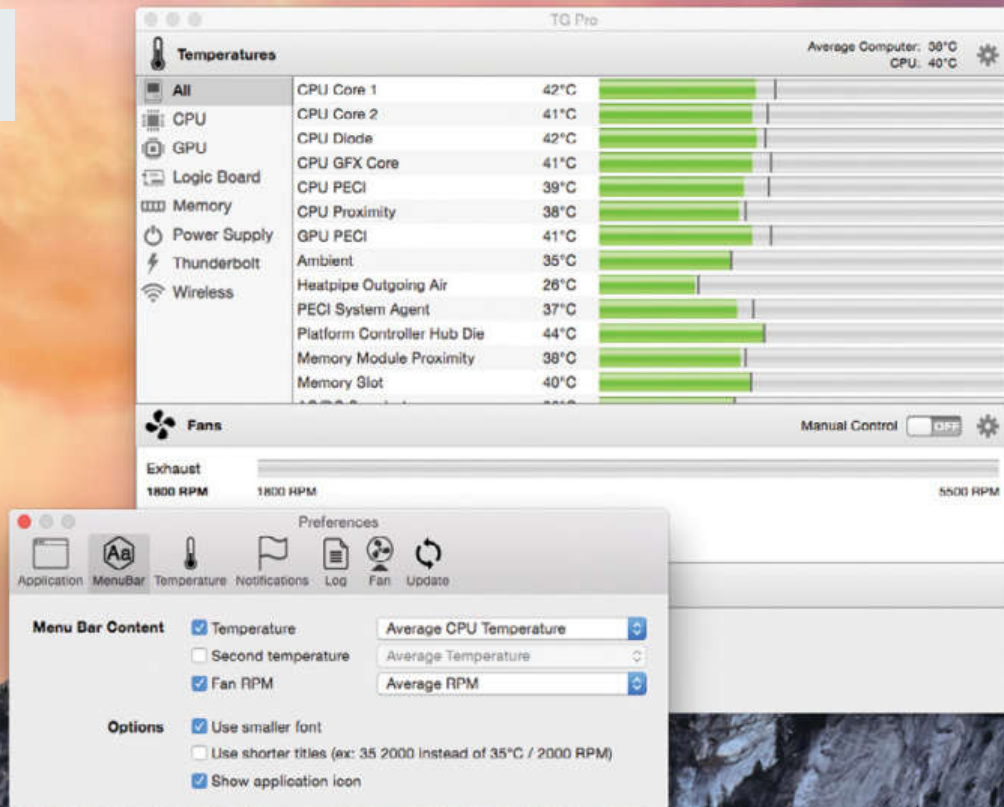 TG Pro
Temperatures
Average Computer: 38°C
CPU: 40°C
All
CPU
GPU
Logic Board
Memory
Power Supply
Thunderbolt
Wireless
CPU Core 1 42°C
CPU Core 2 41°C
CPU Diode 42°C
CPU GFX Core 41°C
CPU PECI 39°C
CPU Proximity 38°C
GPU PECI 41°C
Ambient 35°C
Heatpipe Outgoing Air 26°C
PECI System Agent 37°C
Platform Controller Hub Die 44°C
Memory Module Proximity 38°C
Memory Slot 40°C
Fans
Manual Control OFF
Exhaust
1800 RPM 1800 RPM 5500 RPM
Preferences
Aa
Application MenuBar Temperature Notifications Log Fan Update
Menu Bar Content Temperature Average CPU Temperature
Second temperature Average Temperature
Fan RPM Average RPM
Options Use smaller font
Use shorter titles (ex: 35 2000 instead of 35°C / 2000 RPM)
Show application icon